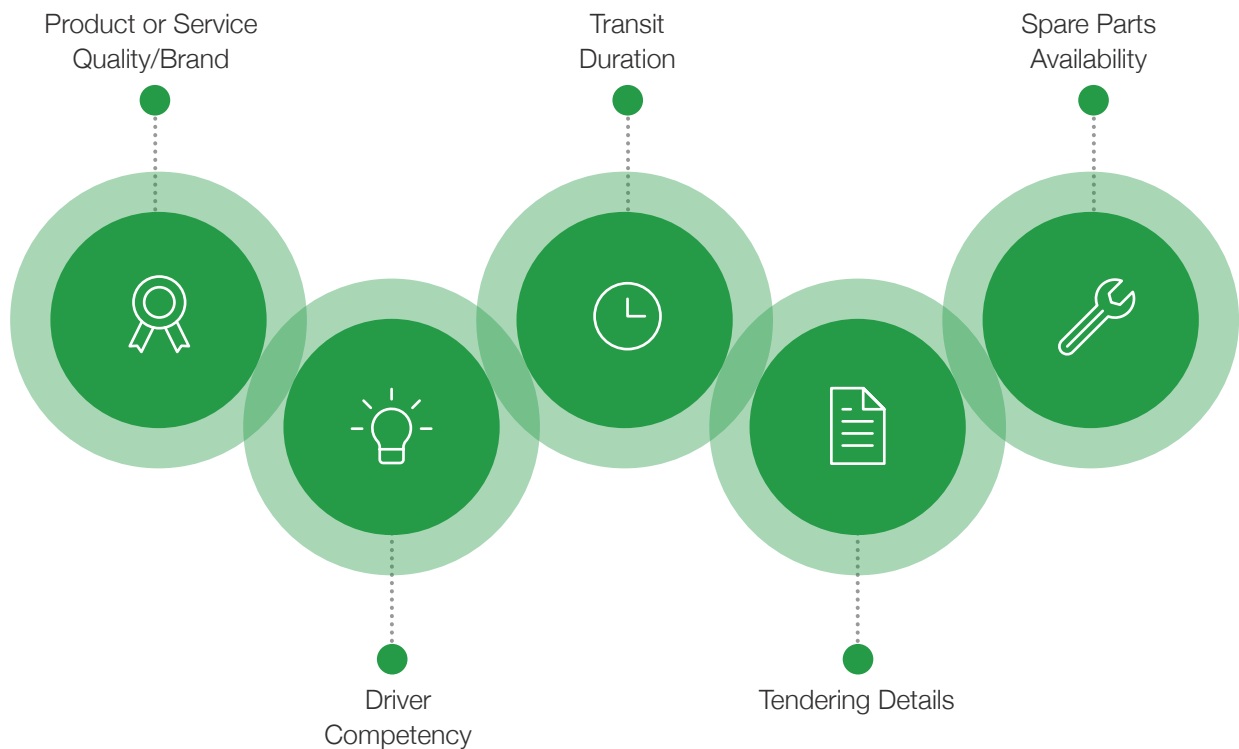 Product or Service
Quality/Brand
Transit
Duration
Spare Parts
Availability
Driver
Competency
Tendering Details